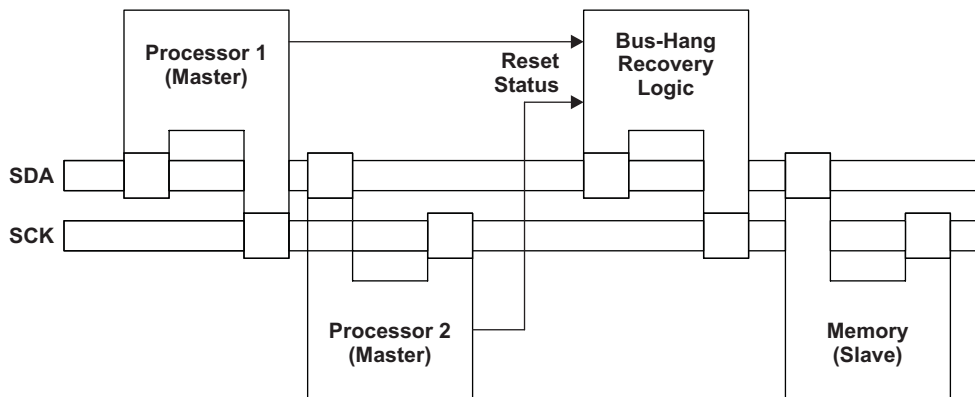 Processor 1
(Master)
Reset
Status
Bus-Hang
Recovery
Logic
SDA
SCK
Processor 2
(Master)
Memory
(Slave)